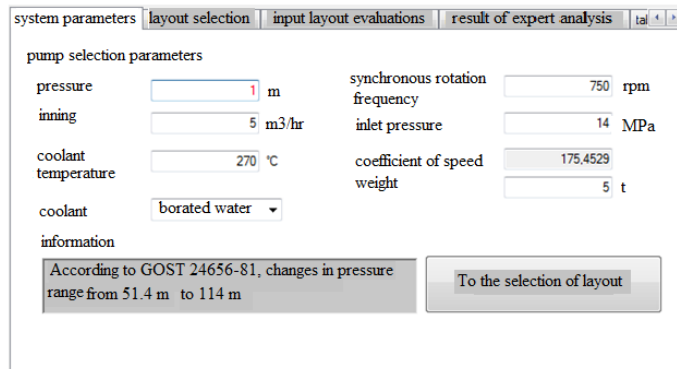 system parameters layout selection input layout evaluations result of expert analysis tal
pump selection parameters
pressure 1 m
synchronous rotation
frequency 750 rpm
inning 5 m3/hr
inlet pressure 14 MPa
coolant
temperature 270 °C
coefficient of speed 175,4529
weight 5 t
coolant borated water
information
According to GOST 24656-81, changes in pressure
range from 51.4 m to 114 m
To the selection of layout